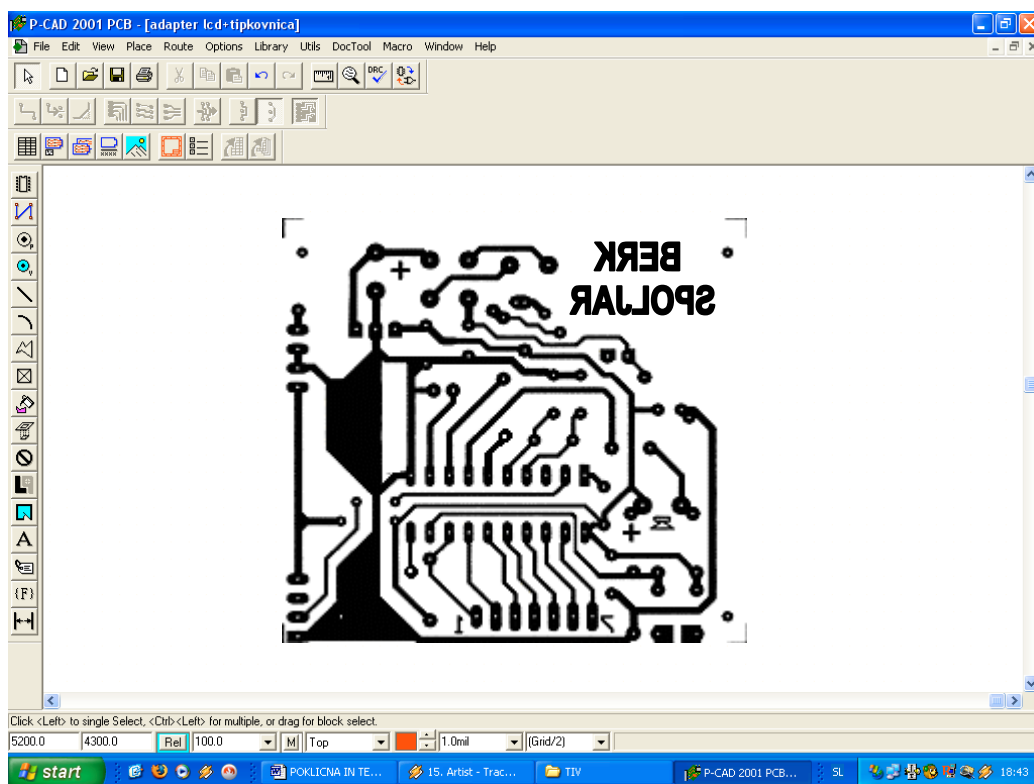 P-CAD 2001 PCB - [adapter lcd+tipkovnica]
File Edit View Place Route Options Library Utils DocTool Macro Window Help
DRC
BERK
SPOLJAR
+
+
1 7
A
{F}
Click <Left> to single Select, <Ctrl><Left> for multiple, or drag for block select.
5200.0 4300.0 Rel 100.0 M Top 1.0mil (Grid/2)
start POKLICNA IN TE... 15. Artist - Trac... TIV P-CAD 2001 PCB... SL 18:43